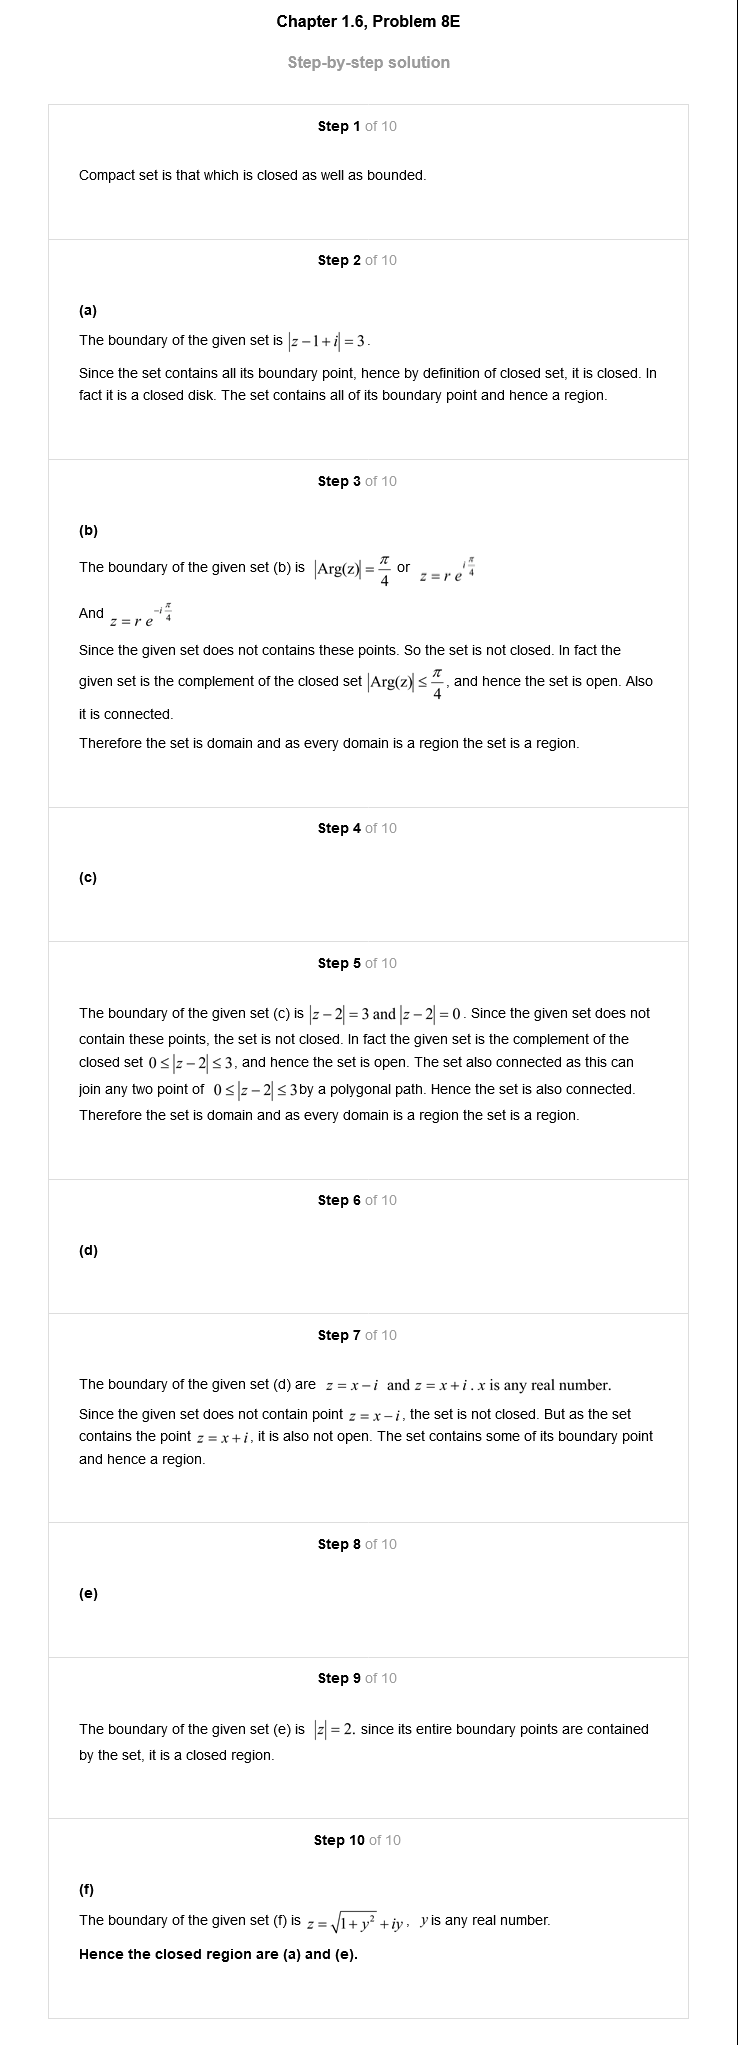 Chapter 1.6, Problem 8E
Step-by-step solution
Step 1 of 10
Compact set is that which is closed as well as bounded.
Step 2 of 10
(a)
The boundary of the given set is |z − 1 + i| = 3.
Since the set contains all its boundary point, hence by definition of closed set, it is closed. In
fact it is a closed disk. The set contains all of its boundary point and hence a region.
Step 3 of 10
(b)
The boundary of the given set (b) is |Arg(z)| = π/4 or z = r e^{i π/4}
And z = r e^{−i π/4}
Since the given set does not contains these points. So the set is not closed. In fact the
given set is the complement of the closed set |Arg(z)| ≤ π/4, and hence the set is open. Also
it is connected.
Therefore the set is domain and as every domain is a region the set is a region.
Step 4 of 10
(c)
Step 5 of 10
The boundary of the given set (c) is |z − 2| = 3 and |z − 2| = 0. Since the given set does not
contain these points, the set is not closed. In fact the given set is the complement of the
closed set 0 ≤ |z − 2| ≤ 3, and hence the set is open. The set also connected as this can
join any two point of 0 ≤ |z − 2| ≤ 3 by a polygonal path. Hence the set is also connected.
Therefore the set is domain and as every domain is a region the set is a region.
Step 6 of 10
(d)
Step 7 of 10
The boundary of the given set (d) are z = x − i and z = x + i. x is any real number.
Since the given set does not contain point z = x − i, the set is not closed. But as the set
contains the point z = x + i, it is also not open. The set contains some of its boundary point
and hence a region.
Step 8 of 10
(e)
Step 9 of 10
The boundary of the given set (e) is |z| = 2. since its entire boundary points are contained
by the set, it is a closed region.
Step 10 of 10
(f)
The boundary of the given set (f) is z = √(1 + y²) + iy, y is any real number.
Hence the closed region are (a) and (e).